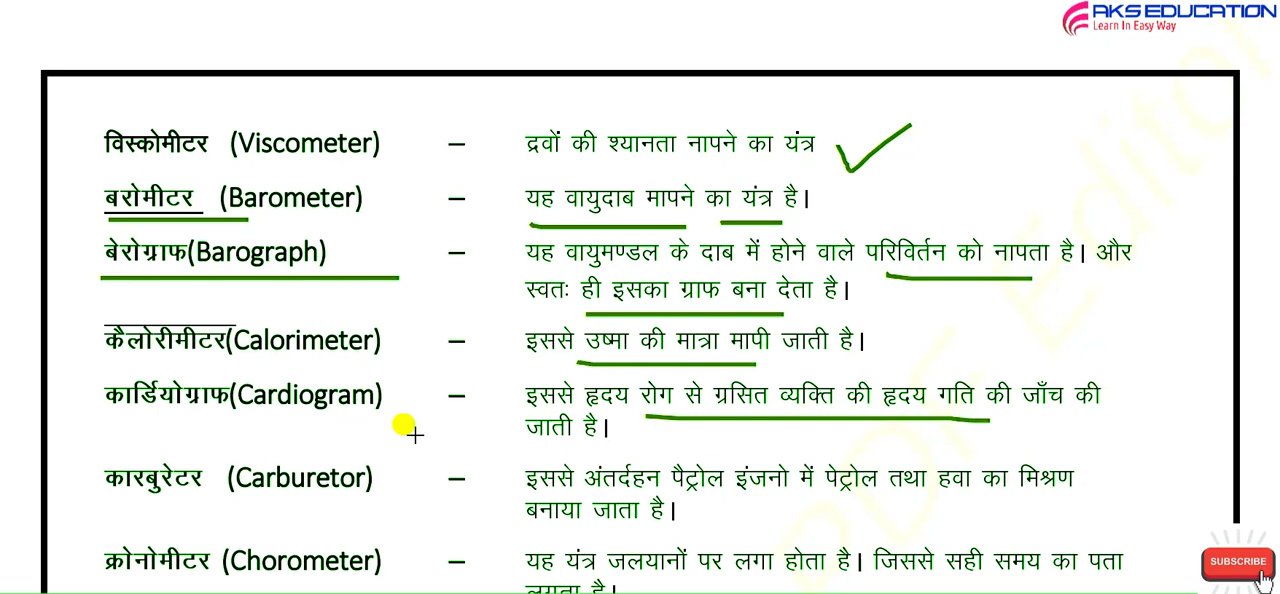 AKS EDUCATION
Learn In Easy Way
विस्कोमीटर (Viscometer) – द्रवों की श्यानता नापने का यंत्र
बरोमीटर (Barometer) – यह वायुदाब मापने का यंत्र है।
बेरोग्राफ(Barograph) – यह वायुमण्डल के दाब में होने वाले परिविर्तन को नापता है। और
स्वतः ही इसका ग्राफ बना देता है।
कैलोरीमीटर(Calorimeter) – इससे उष्मा की मात्रा मापी जाती है।
कार्डियोग्राफ(Cardiogram) – इससे हृदय रोग से ग्रसित व्यक्ति की हृदय गति की जाँच की
जाती है।
कारबुरेटर (Carburetor) – इससे अंतर्दहन पैट्रोल इंजनो में पेट्रोल तथा हवा का मिश्रण
बनाया जाता है।
क्रोनोमीटर (Chorometer) – यह यंत्र जलयानों पर लगा होता है। जिससे सही समय का पता
लगता है।
PDF Editor
SUBSCRIBE